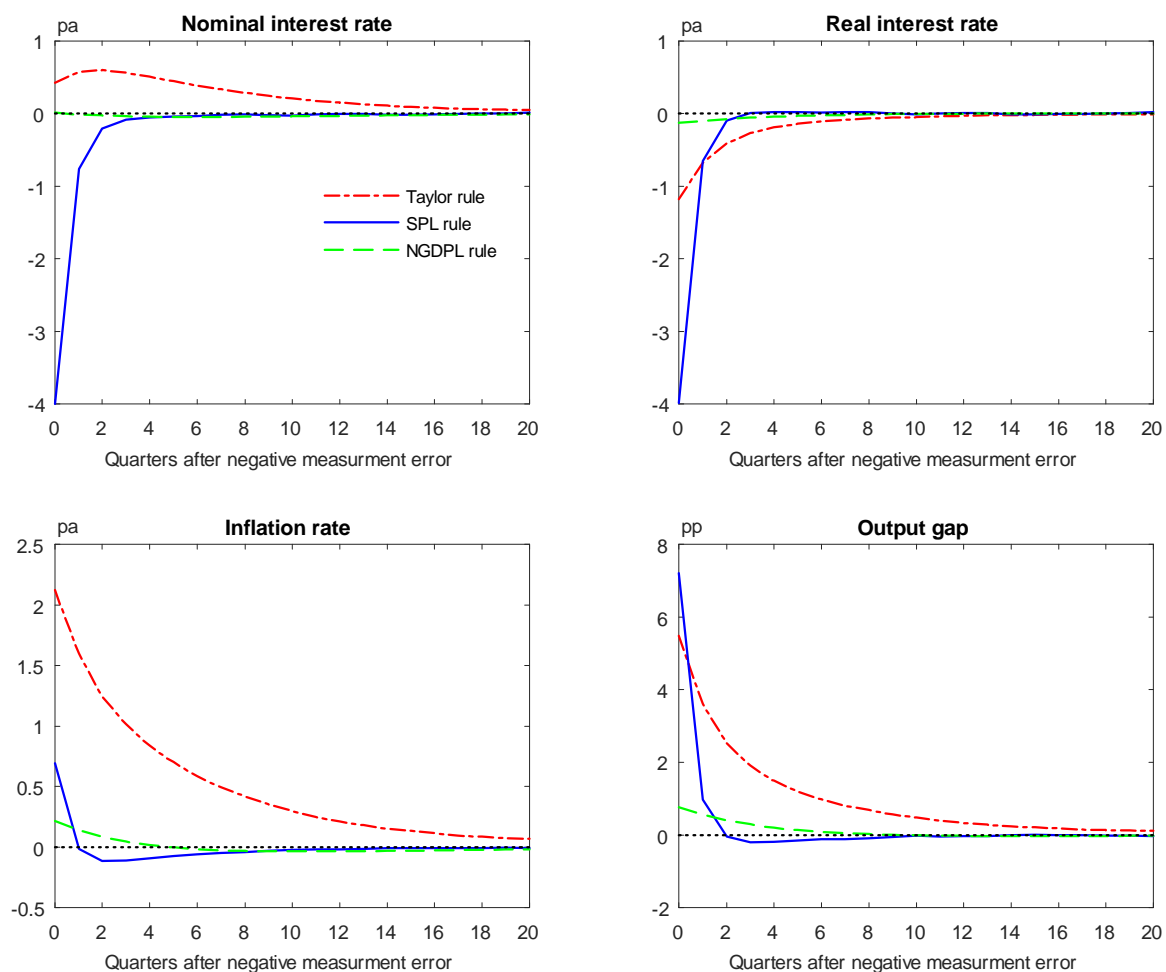 Nominal interest rate
pa
1
0
-1
-2
-3
-4
0 2 4 6 8 10 12 14 16 18 20
Quarters after negative measurment error
Taylor rule
SPL rule
NGDPL rule
Real interest rate
pa
1
0
-1
-2
-3
-4
0 2 4 6 8 10 12 14 16 18 20
Quarters after negative measurment error
Inflation rate
pa
2.5
2
1.5
1
0.5
0
-0.5
0 2 4 6 8 10 12 14 16 18 20
Quarters after negative measurment error
Output gap
pp
8
6
4
2
0
-2
0 2 4 6 8 10 12 14 16 18 20
Quarters after negative measurment error